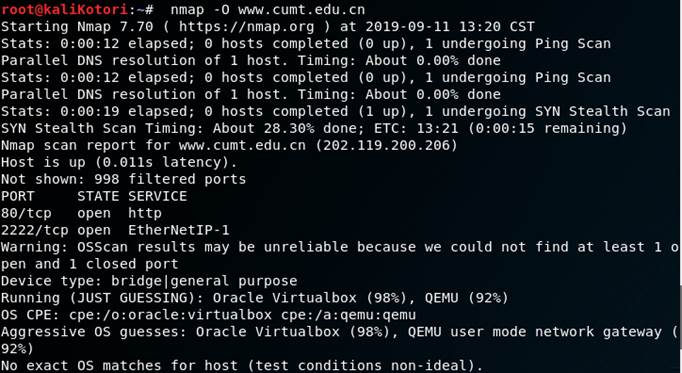 root@kaliKotori:~#  nmap -O www.cumt.edu.cn
Starting Nmap 7.70 ( https://nmap.org ) at 2019-09-11 13:20 CST
Stats: 0:00:12 elapsed; 0 hosts completed (0 up), 1 undergoing Ping Scan
Parallel DNS resolution of 1 host. Timing: About 0.00% done
Stats: 0:00:12 elapsed; 0 hosts completed (0 up), 1 undergoing Ping Scan
Parallel DNS resolution of 1 host. Timing: About 0.00% done
Stats: 0:00:19 elapsed; 0 hosts completed (1 up), 1 undergoing SYN Stealth Scan
SYN Stealth Scan Timing: About 28.30% done; ETC: 13:21 (0:00:15 remaining)
Nmap scan report for www.cumt.edu.cn (202.119.200.206)
Host is up (0.011s latency).
Not shown: 998 filtered ports
PORT     STATE SERVICE
80/tcp   open  http
2222/tcp open  EtherNetIP-1
Warning: OSScan results may be unreliable because we could not find at least 1 o
pen and 1 closed port
Device type: bridge|general purpose
Running (JUST GUESSING): Oracle Virtualbox (98%), QEMU (92%)
OS CPE: cpe:/o:oracle:virtualbox cpe:/a:qemu:qemu
Aggressive OS guesses: Oracle Virtualbox (98%), QEMU user mode network gateway (
92%)
No exact OS matches for host (test conditions non-ideal).